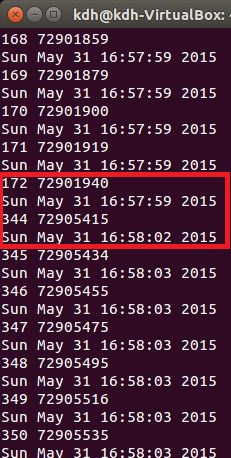 kdh@kdh-VirtualBox:
168 72901859
Sun May 31 16:57:59 2015
169 72901879
Sun May 31 16:57:59 2015
170 72901900
Sun May 31 16:57:59 2015
171 72901919
Sun May 31 16:57:59 2015
172 72901940
Sun May 31 16:57:59 2015
344 72905415
Sun May 31 16:58:02 2015
345 72905434
Sun May 31 16:58:03 2015
346 72905455
Sun May 31 16:58:03 2015
347 72905475
Sun May 31 16:58:03 2015
348 72905495
Sun May 31 16:58:03 2015
349 72905516
Sun May 31 16:58:03 2015
350 72905535
Sun May 31 16:58:03 2015